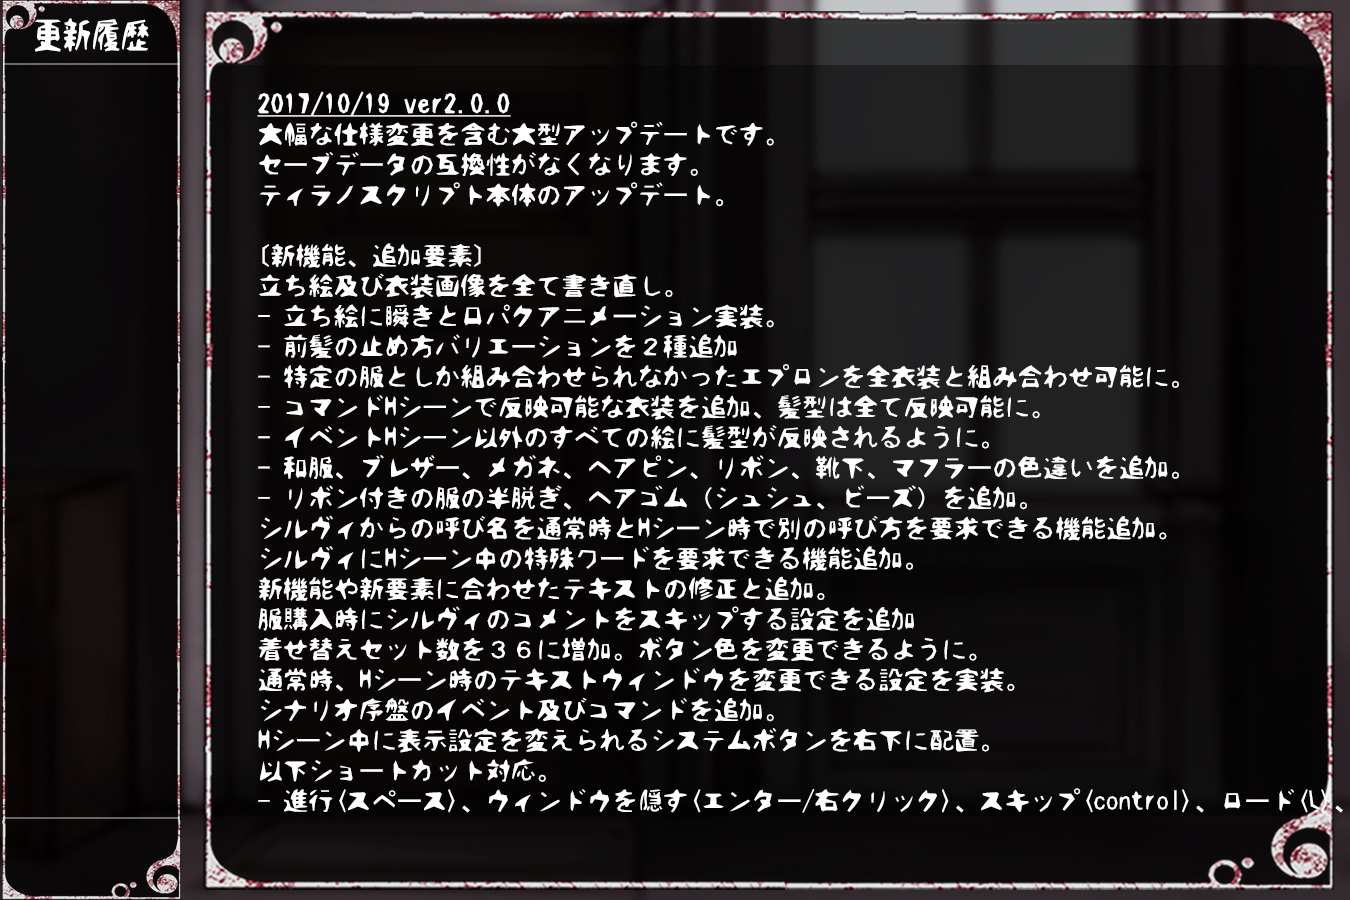 更新履歴
2017/10/19 ver2.0.0
大幅な仕様変更を含む大型アップデートです。
セーブデータの互換性がなくなります。
ティラノスクリプト本体のアップデート。
〔新機能、追加要素〕
立ち絵及び衣装画像を全て書き直し。
- 立ち絵に瞬きと口パクアニメーション実装。
- 前髪の止め方バリエーションを２種追加
- 特定の服としか組み合わせられなかったエプロンを全衣装と組み合わせ可能に。
- コマンドHシーンで反映可能な衣装を追加、髪型は全て反映可能に。
- イベントHシーン以外のすべての絵に髪型が反映されるように。
- 和服、ブレザー、メガネ、ヘアピン、リボン、靴下、マフラーの色違いを追加。
- リボン付きの服の半脱ぎ、ヘアゴム（シュシュ、ビーズ）を追加。
シルヴィからの呼び名を通常時とHシーン時で別の呼び方を要求できる機能追加。
シルヴィにHシーン中の特殊ワードを要求できる機能追加。
新機能や新要素に合わせたテキストの修正と追加。
服購入時にシルヴィのコメントをスキップする設定を追加
着せ替えセット数を３６に増加。ボタン色を変更できるように。
通常時、Hシーン時のテキストウィンドウを変更できる設定を実装。
シナリオ序盤のイベント及びコマンドを追加。
Hシーン中に表示設定を変えられるシステムボタンを右下に配置。
以下ショートカット対応。
- 進行〈スペース〉、ウィンドウを隠す〈エンター/右クリック〉、スキップ〈control〉、ロード〈L〉、